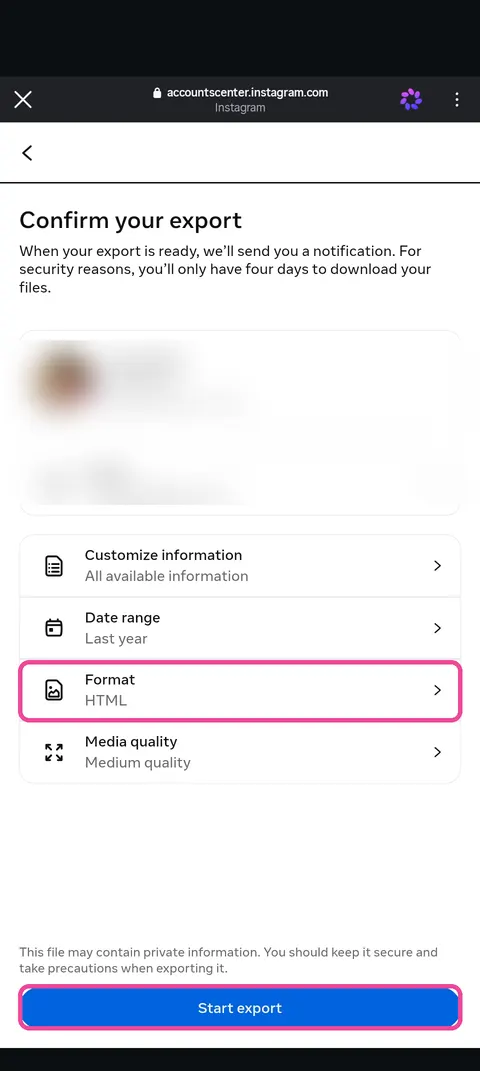 accountscenter.instagram.com
Instagram
Confirm your export
When your export is ready, we’ll send you a notification. For
security reasons, you’ll only have four days to download your
files.
Customize information
All available information
Date range
Last year
Format
HTML
Media quality
Medium quality
This file may contain private information. You should keep it secure and
take precautions when exporting it.
Start export